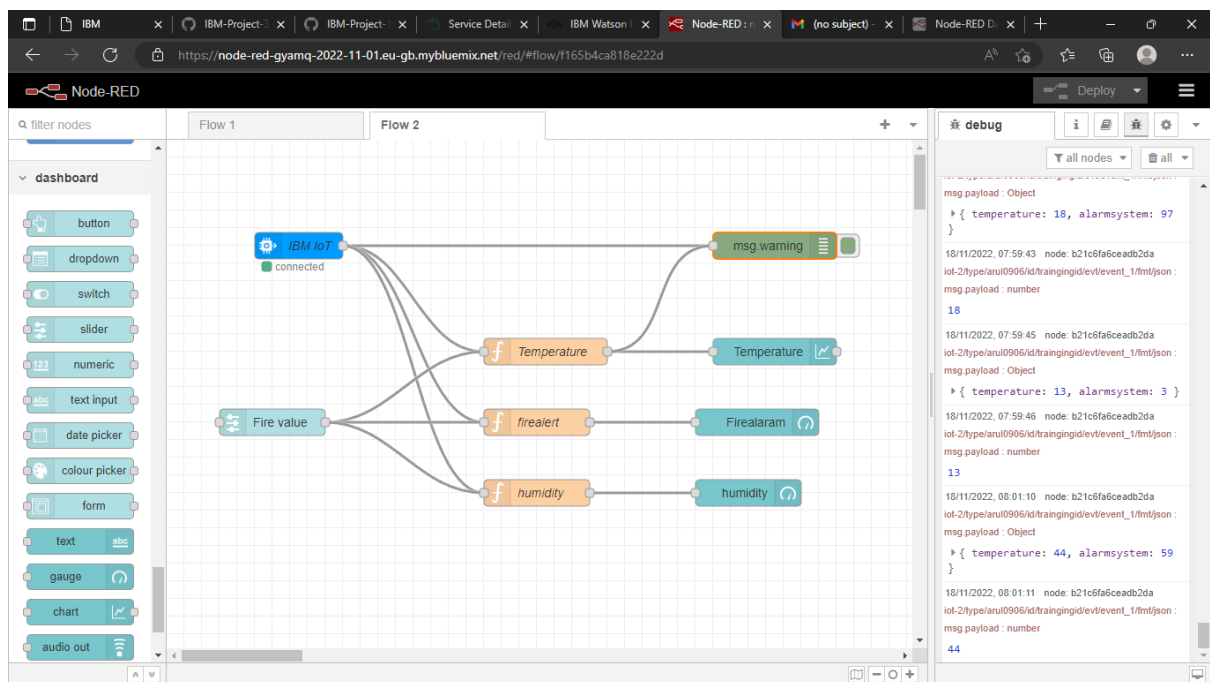 IBM
IBM-Project-3
IBM-Project-1
Service Detail
IBM Watson I
Node-RED : n
(no subject) -
Node-RED Da
https://node-red-gyamq-2022-11-01.eu-gb.mybluemix.net/red/#flow/f165b4ca818e222d
Node-RED
Deploy
filter nodes
Flow 1
Flow 2
debug
all nodes
all
dashboard
button
dropdown
switch
slider
123
numeric
abc
text input
date picker
colour picker
form
text
abc
gauge
chart
audio out
IBM IoT
connected
msg.warning
Temperature
Temperature
Fire value
firealert
Firealaram
humidity
humidity
msg.payload : Object
{ temperature: 18, alarmsystem: 97
}
18/11/2022, 07:59:43 node: b21c6fa6ceadb2da
iot-2/type/arul0906/id/traingingid/evt/event_1/fmt/json :
msg.payload : number
18
18/11/2022, 07:59:45 node: b21c6fa6ceadb2da
iot-2/type/arul0906/id/traingingid/evt/event_1/fmt/json :
msg.payload : Object
{ temperature: 13, alarmsystem: 3 }
18/11/2022, 07:59:46 node: b21c6fa6ceadb2da
iot-2/type/arul0906/id/traingingid/evt/event_1/fmt/json :
msg.payload : number
13
18/11/2022, 08:01:10 node: b21c6fa6ceadb2da
iot-2/type/arul0906/id/traingingid/evt/event_1/fmt/json :
msg.payload : Object
{ temperature: 44, alarmsystem: 59
}
18/11/2022, 08:01:11 node: b21c6fa6ceadb2da
iot-2/type/arul0906/id/traingingid/evt/event_1/fmt/json :
msg.payload : number
44